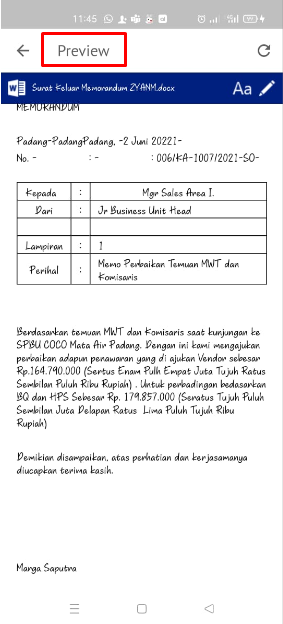 11:45
Preview
Surat Keluar Memorandum ZYANM.docx Aa
MEMORANDUM
Padang-PadangPadang, -2 Juni 20221-
No. - : - : 006/KA-1007/2021-SO-
Kepada : Mgr Sales Area I.
Dari : Jr Business Unit Head
Lampiran : 1
Perihal : Memo Perbaikan Temuan MWT dan
Komisaris
Berdasarkan temuan MWT dan Komisaris saat kunjungan ke
SPBU COCO Mata Air Padang. Dengan ini kami mengajukan
perbaikan adapun penawaran yang di ajukan Vendor sebesar
Rp.164.790.000 (Sertus Enam Pulh Empat Juta Tujuh Ratus
Sembilan Puluh Ribu Rupiah) . Untuk perbadingan bedasarkan
BQ dan HPS Sebesar Rp. 179.857.000 (Seratus Tujuh Puluh
Sembilan Juta Delapan Ratus Lima Puluh Tujuh Ribu
Rupiah)
Demikian disampaikan, atas perhatian dan kerjasamanya
diucapkan terima kasih.
Marga Saputra